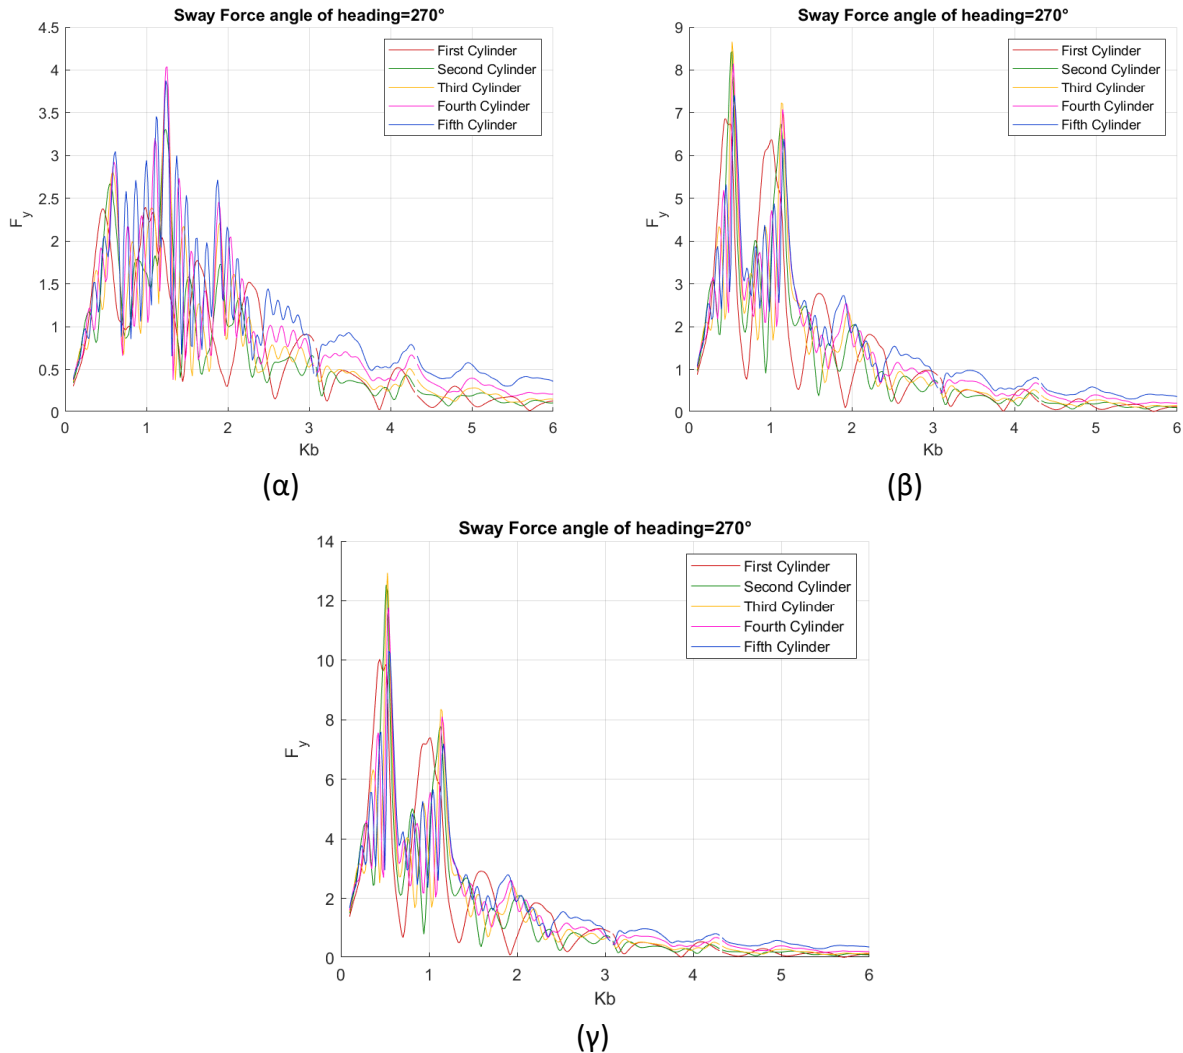 Sway Force angle of heading=270°
4.5
4
3.5
3
2.5
2
1.5
1
0.5
0
F_y
First Cylinder
Second Cylinder
Third Cylinder
Fourth Cylinder
Fifth Cylinder
0 1 2 3 4 5 6
Kb
(α)
Sway Force angle of heading=270°
9
8
7
6
5
4
3
2
1
0
F_y
First Cylinder
Second Cylinder
Third Cylinder
Fourth Cylinder
Fifth Cylinder
0 1 2 3 4 5 6
Kb
(β)
Sway Force angle of heading=270°
14
12
10
8
6
4
2
0
F_y
First Cylinder
Second Cylinder
Third Cylinder
Fourth Cylinder
Fifth Cylinder
0 1 2 3 4 5 6
Kb
(γ)